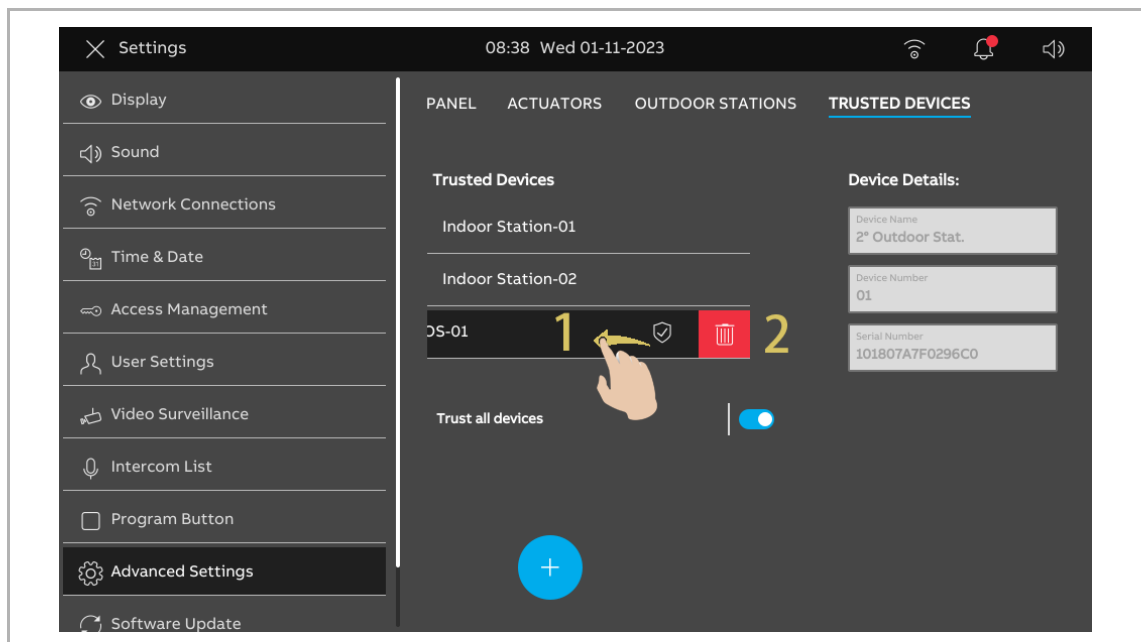 Settings
08:38 Wed 01-11-2023
Display
Sound
Network Connections
31
Time & Date
Access Management
User Settings
Video Surveillance
Intercom List
Program Button
Advanced Settings
Software Update
PANEL ACTUATORS OUTDOOR STATIONS TRUSTED DEVICES
Trusted Devices
Indoor Station-01
Indoor Station-02
OS-01
1
2
Trust all devices
+
Device Details:
Device Name
2° Outdoor Stat.
Device Number
01
Serial Number
101807A7F0296C0